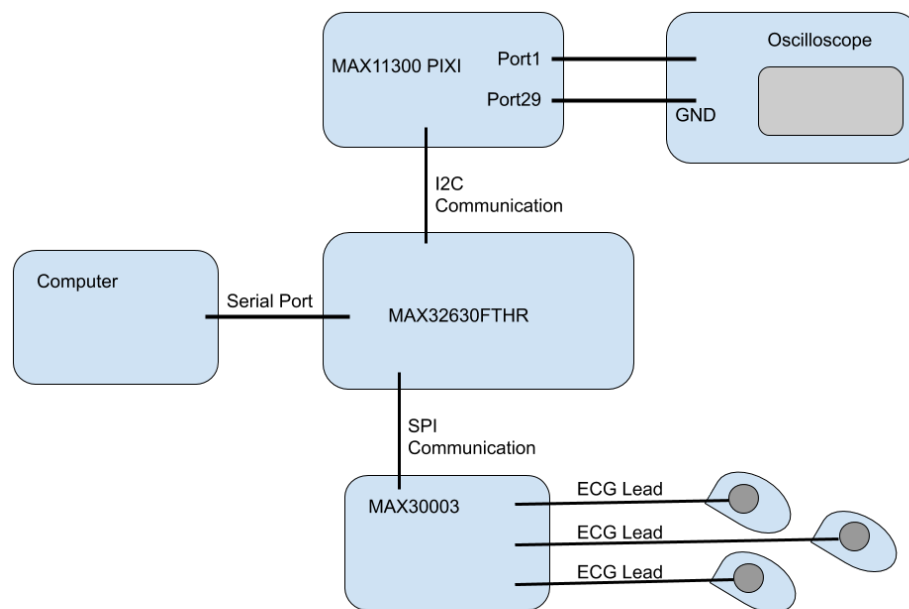 Oscilloscope
MAX11300 PIXI
Port1
Port29
GND
I2C
Communication
Computer
Serial Port
MAX32630FTHR
SPI
Communication
MAX30003
ECG Lead
ECG Lead
ECG Lead